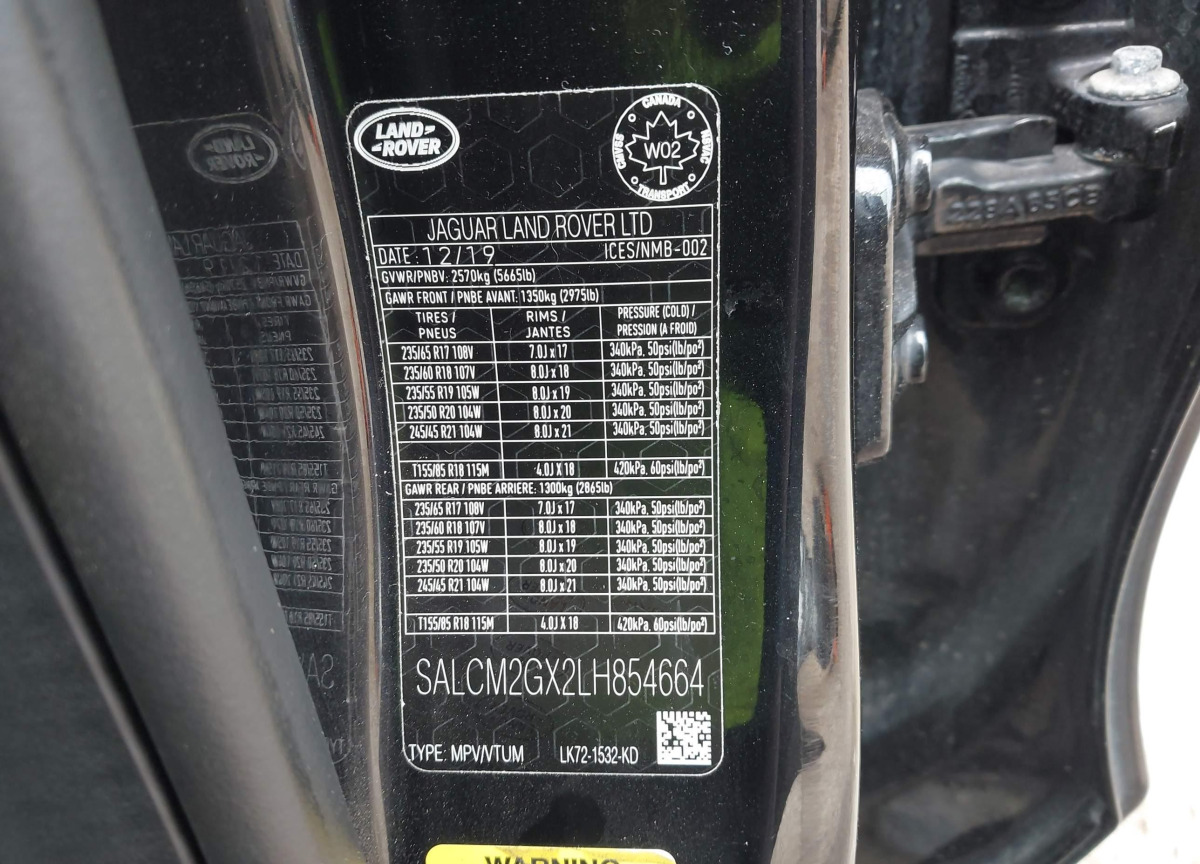 LAND-
-ROVER
CANADA
CMVSS
W02
NSVAC
TRANSPORT
JAGUAR LAND ROVER LTD
DATE: 12/19 ICES/NMB-002
GVWR/PNBV: 2570kg (5665lb)
GAWR FRONT / PNBE AVANT: 1350kg (2975lb)
TIRES / RIMS / PRESSURE (COLD) /
PNEUS JANTES PRESSION (A FROID)
235/65 R17 108V 7.0J x 17 340kPa, 50psi(lb/po²)
235/60 R18 107V 8.0J x 18 340kPa, 50psi(lb/po²)
235/55 R19 105W 8.0J x 19 340kPa, 50psi(lb/po²)
235/50 R20 104W 8.0J x 20 340kPa, 50psi(lb/po²)
245/45 R21 104W 8.0J x 21 340kPa, 50psi(lb/po²)
T155/85 R18 115M 4.0J X 18 420kPa, 60psi(lb/po²)
GAWR REAR / PNBE ARRIERE: 1300kg (2865lb)
235/65 R17 108V 7.0J x 17 340kPa, 50psi(lb/po²)
235/60 R18 107V 8.0J x 18 340kPa, 50psi(lb/po²)
235/55 R19 105W 8.0J x 19 340kPa, 50psi(lb/po²)
235/50 R20 104W 8.0J x 20 340kPa, 50psi(lb/po²)
245/45 R21 104W 8.0J x 21 340kPa, 50psi(lb/po²)
T155/85 R18 115M 4.0J X 18 420kPa, 60psi(lb/po²)
SALCM2GX2LH854664
TYPE: MPV/VTUM LK72-1532-KD
WARNING